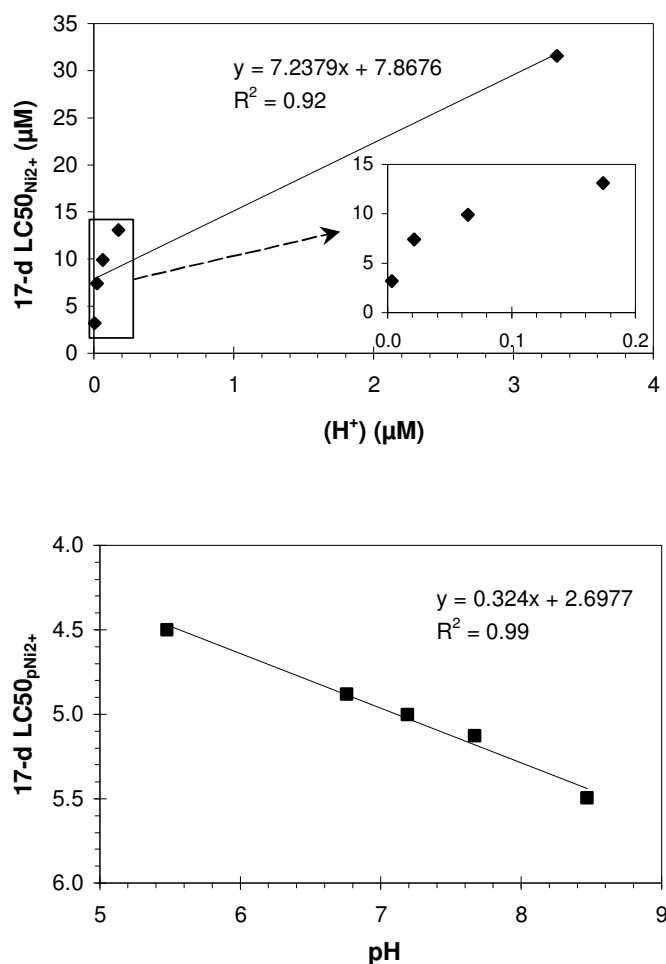 35
30
25
20
15
10
5
0
17-d LC50Ni2+ (µM)
y = 7.2379x + 7.8676
R2 = 0.92
15
10
5
0
0.0 0.1 0.2
0 1 2 3 4
(H+) (µM)
4.0
4.5
5.0
5.5
6.0
17-d LC50pNi2+
y = 0.324x + 2.6977
R2 = 0.99
5 6 7 8 9
pH